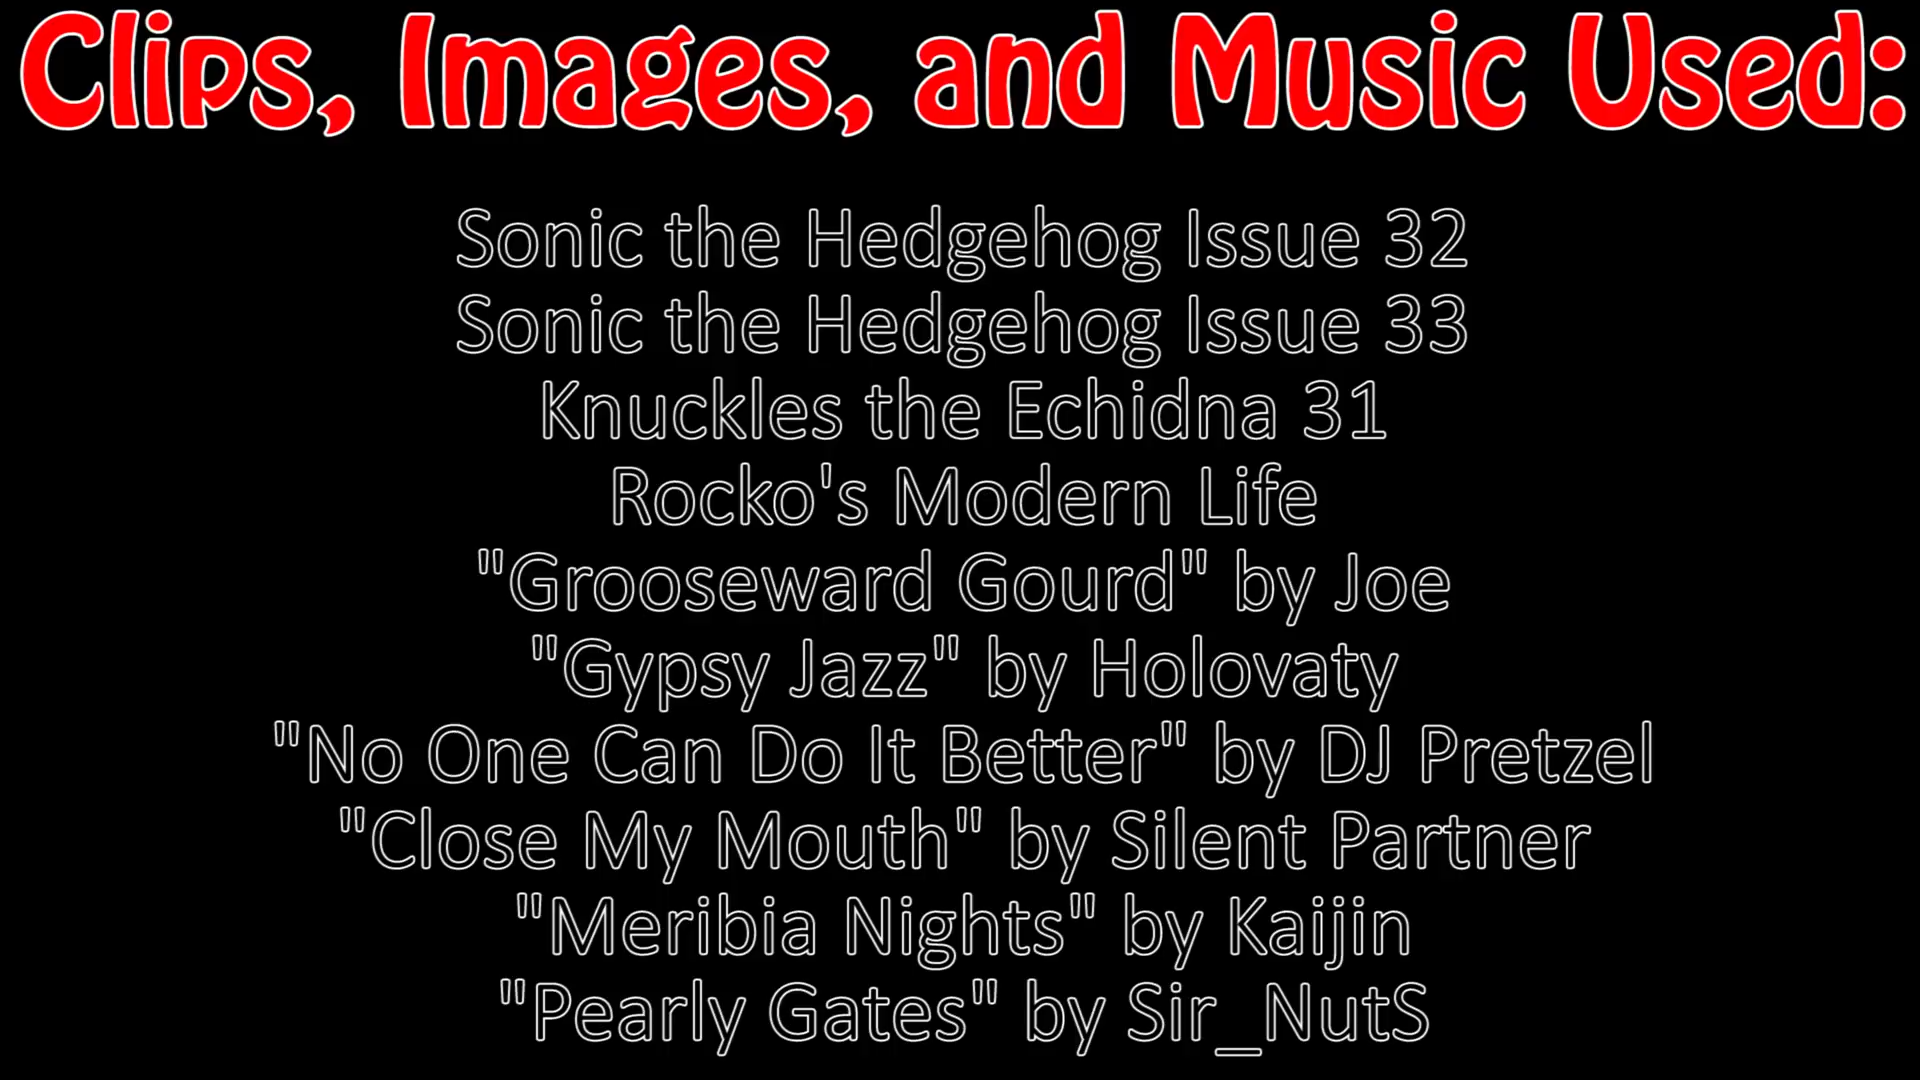 Clips, Images, and Music Used:
Sonic the Hedgehog Issue 32
Sonic the Hedgehog Issue 33
Knuckles the Echidna 31
Rocko's Modern Life
"Grooseward Gourd" by Joe
"Gypsy Jazz" by Holovaty
"No One Can Do It Better" by DJ Pretzel
"Close My Mouth" by Silent Partner
"Meribia Nights" by Kaijin
"Pearly Gates" by Sir_NutS